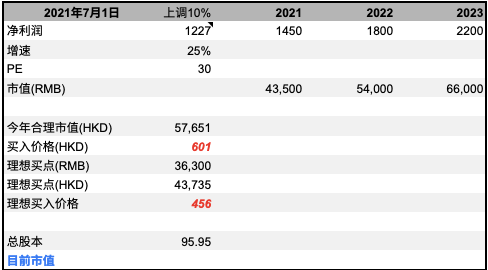 2021年7月1日 上调10% 2021 2022 2023
净利润 1227 1450 1800 2200
增速 25%
PE 30
市值(RMB) 43,500 54,000 66,000
今年合理市值(HKD) 57,651
买入价格(HKD) 601
理想买点(RMB) 36,300
理想买点(HKD) 43,735
理想买入价格 456
总股本 95.95
目前市值